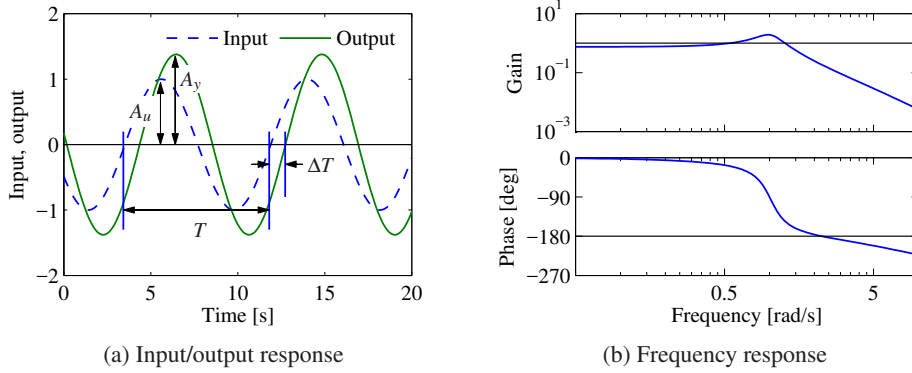 2
1
0
−1
−2
Input, output
Input
Output
A_u
A_y
ΔT
T
0
5
10
15
20
Time [s]
(a) Input/output response
10^1
10^−1
10^−3
Gain
0
−90
−180
−270
Phase [deg]
0.5
5
Frequency [rad/s]
(b) Frequency response